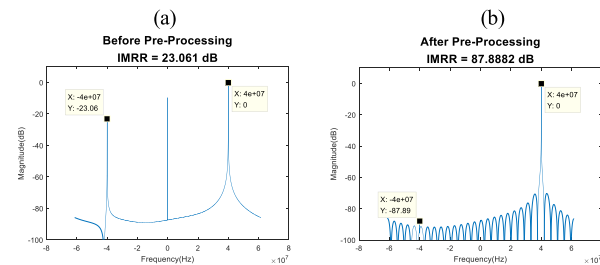 (a)
Before Pre-Processing
IMRR = 23.061 dB
X: -4e+07
Y: -23.06
X: 4e+07
Y: 0
0
-20
-40
-60
-80
-100
Magnitude(dB)
-8 -6 -4 -2 0 2 4 6 8
Frequency(Hz)
× 10^7
(b)
After Pre-Processing
IMRR = 87.8882 dB
X: 4e+07
Y: 0
X: -4e+07
Y: -87.89
0
-20
-40
-60
-80
-100
Magnitude(dB)
-8 -6 -4 -2 0 2 4 6 8
Frequency(Hz)
× 10^7